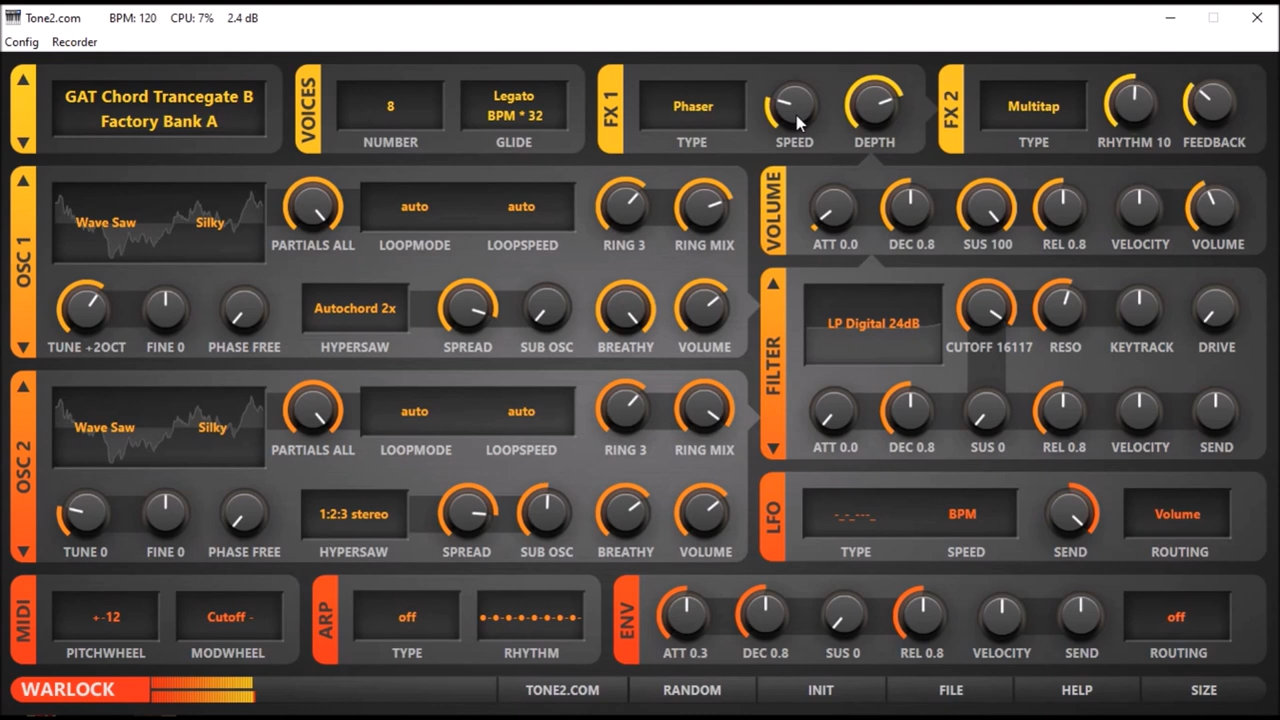 Tone2.com BPM: 120 CPU: 7% 2.4 dB
Config Recorder
GAT Chord Trancegate B
Factory Bank A
VOICES
8
NUMBER
Legato
BPM * 32
GLIDE
FX 1
Phaser
TYPE
SPEED
DEPTH
FX 2
Multitap
TYPE
RHYTHM 10
FEEDBACK
OSC 1
Wave Saw Silky
PARTIALS ALL
auto auto
LOOPMODE LOOPSPEED
RING 3
RING MIX
TUNE +2OCT
FINE 0
PHASE FREE
Autochord 2x
HYPERSAW
SPREAD
SUB OSC
BREATHY
VOLUME
VOLUME
ATT 0.0
DEC 0.8
SUS 100
REL 0.8
VELOCITY
VOLUME
FILTER
LP Digital 24dB
CUTOFF 16117
RESO
KEYTRACK
DRIVE
ATT 0.0
DEC 0.8
SUS 0
REL 0.8
VELOCITY
SEND
OSC 2
Wave Saw Silky
PARTIALS ALL
auto auto
LOOPMODE LOOPSPEED
RING 3
RING MIX
TUNE 0
FINE 0
PHASE FREE
1:2:3 stereo
HYPERSAW
SPREAD
SUB OSC
BREATHY
VOLUME
LFO
-_-_---_ BPM
TYPE SPEED
SEND
Volume
ROUTING
MIDI
+-12
PITCHWHEEL
Cutoff -
MODWHEEL
ARP
off
TYPE
RHYTHM
ENV
ATT 0.3
DEC 0.8
SUS 0
REL 0.8
VELOCITY
SEND
off
ROUTING
WARLOCK
TONE2.COM RANDOM INIT FILE HELP SIZE